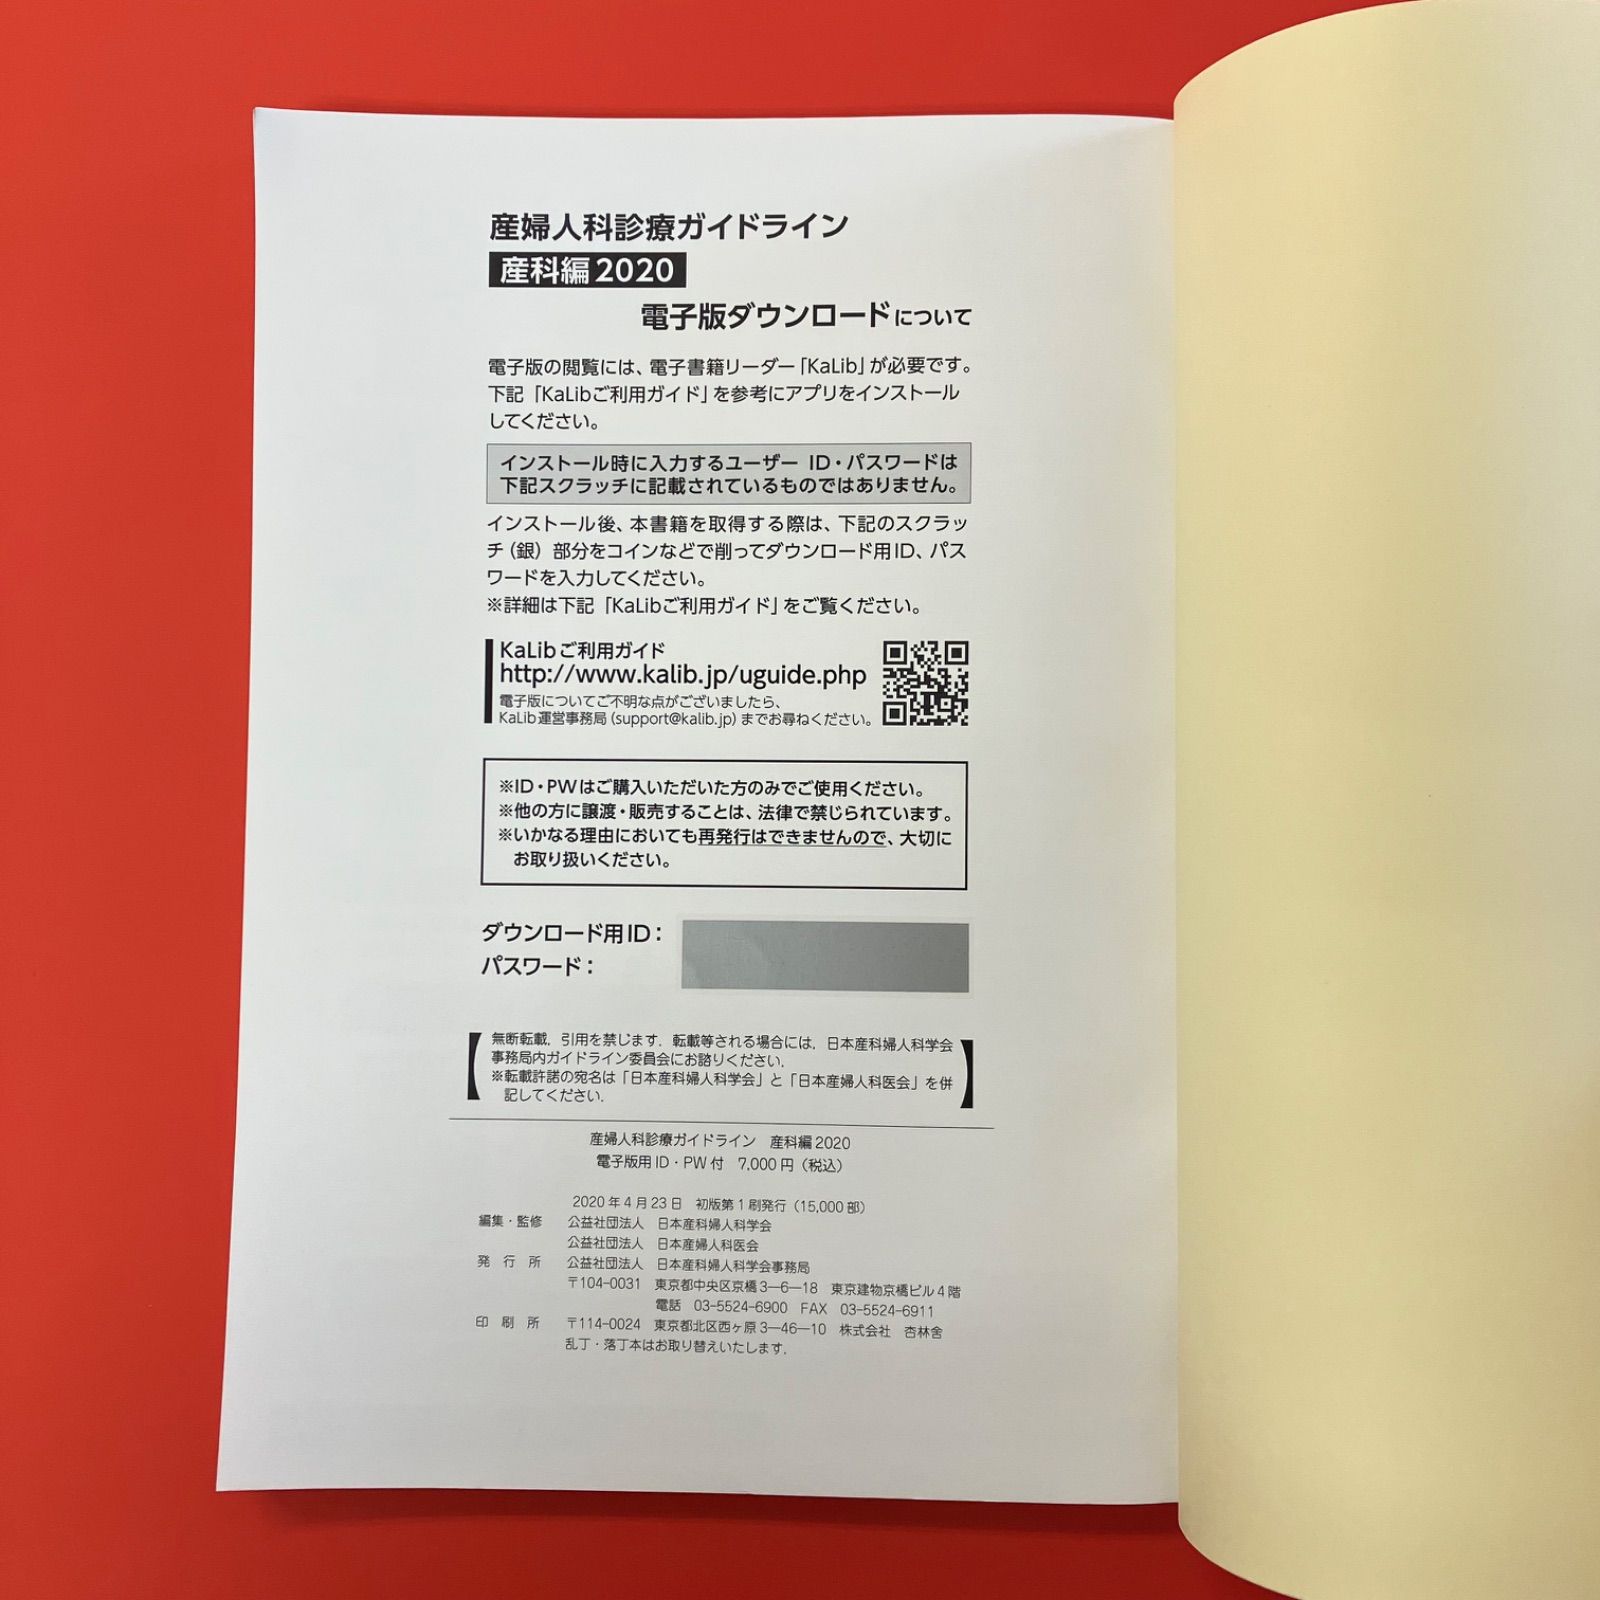 産婦人科診療ガイドライン
産科編2020
電子版ダウンロードについて
電子版の閲覧には、電子書籍リーダー「KaLib」が必要です。
下記「KaLibご利用ガイド」を参考にアプリをインストール
してください。
インストール時に入力するユーザー ID・パスワードは
下記スクラッチに記載されているものではありません。
インストール後、本書籍を取得する際は、下記のスクラッ
チ（銀）部分をコインなどで削ってダウンロード用ID、パス
ワードを入力してください。
※詳細は下記「KaLibご利用ガイド」をご覧ください。
KaLibご利用ガイド
http://www.kalib.jp/uguide.php
電子版についてご不明な点がございましたら、
KaLib運営事務局（support@kalib.jp）までお尋ねください。
※ID・PWはご購入いただいた方のみでご使用ください。
※他の方に譲渡・販売することは、法律で禁じられています。
※いかなる理由においても再発行はできませんので、大切に
お取り扱いください。
ダウンロード用ID：
パスワード：
無断転載，引用を禁じます．転載等される場合には，日本産科婦人科学会
事務局内ガイドライン委員会にお諮りください．
※転載許諾の宛名は「日本産科婦人科学会」と「日本産婦人科医会」を併
記してください．
産婦人科診療ガイドライン 産科編2020
電子版用ID・PW付 7,000円（税込）
2020年4月23日 初版第1刷発行（15,000部）
編集・監修 公益社団法人 日本産科婦人科学会
公益社団法人 日本産婦人科医会
発行所 公益社団法人 日本産科婦人科学会事務局
〒104-0031 東京都中央区京橋3—6—18 東京建物京橋ビル4階
電話 03-5524-6900 FAX 03-5524-6911
印刷所 〒114-0024 東京都北区西ヶ原3—46—10 株式会社 杏林舍
乱丁・落丁本はお取り替えいたします．